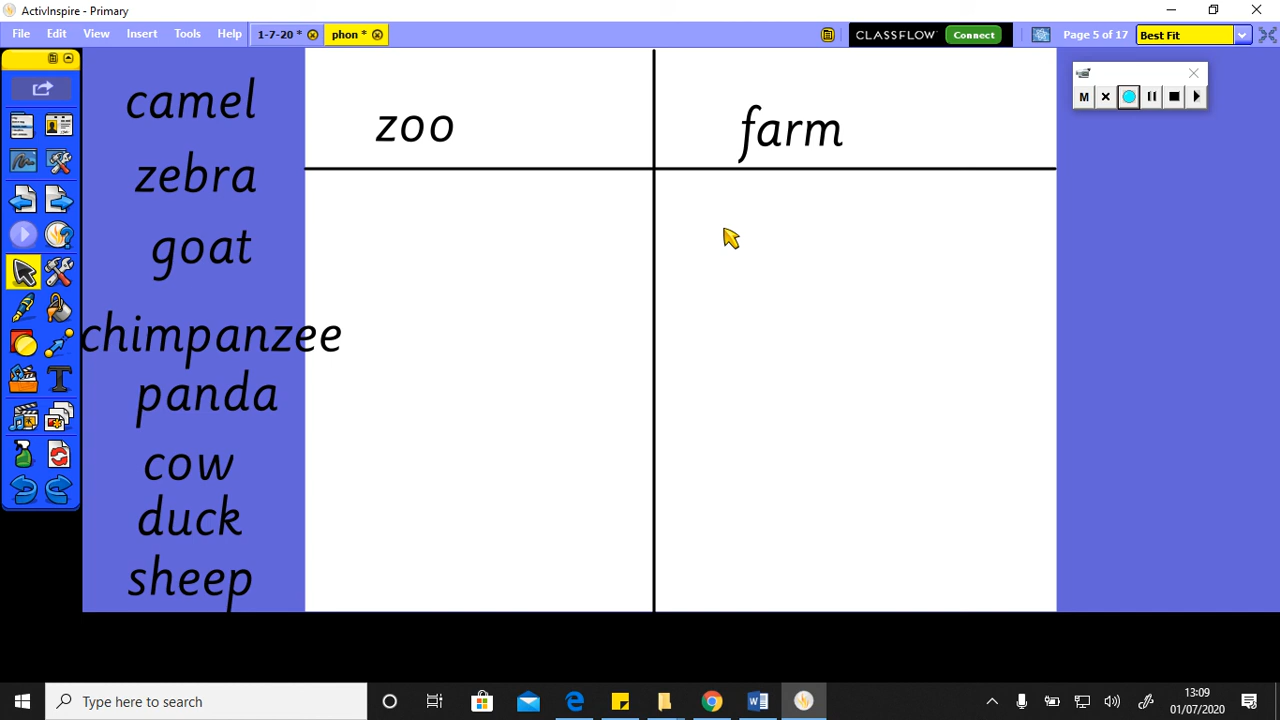 ActivInspire - Primary
File Edit View Insert Tools Help 1-7-20 * phon * CLASSFLOW Connect Page 5 of 17 Best Fit
M
camel
zebra
goat
chimpanzee
panda
cow
duck
sheep
zoo farm
Type here to search
13:09
01/07/2020